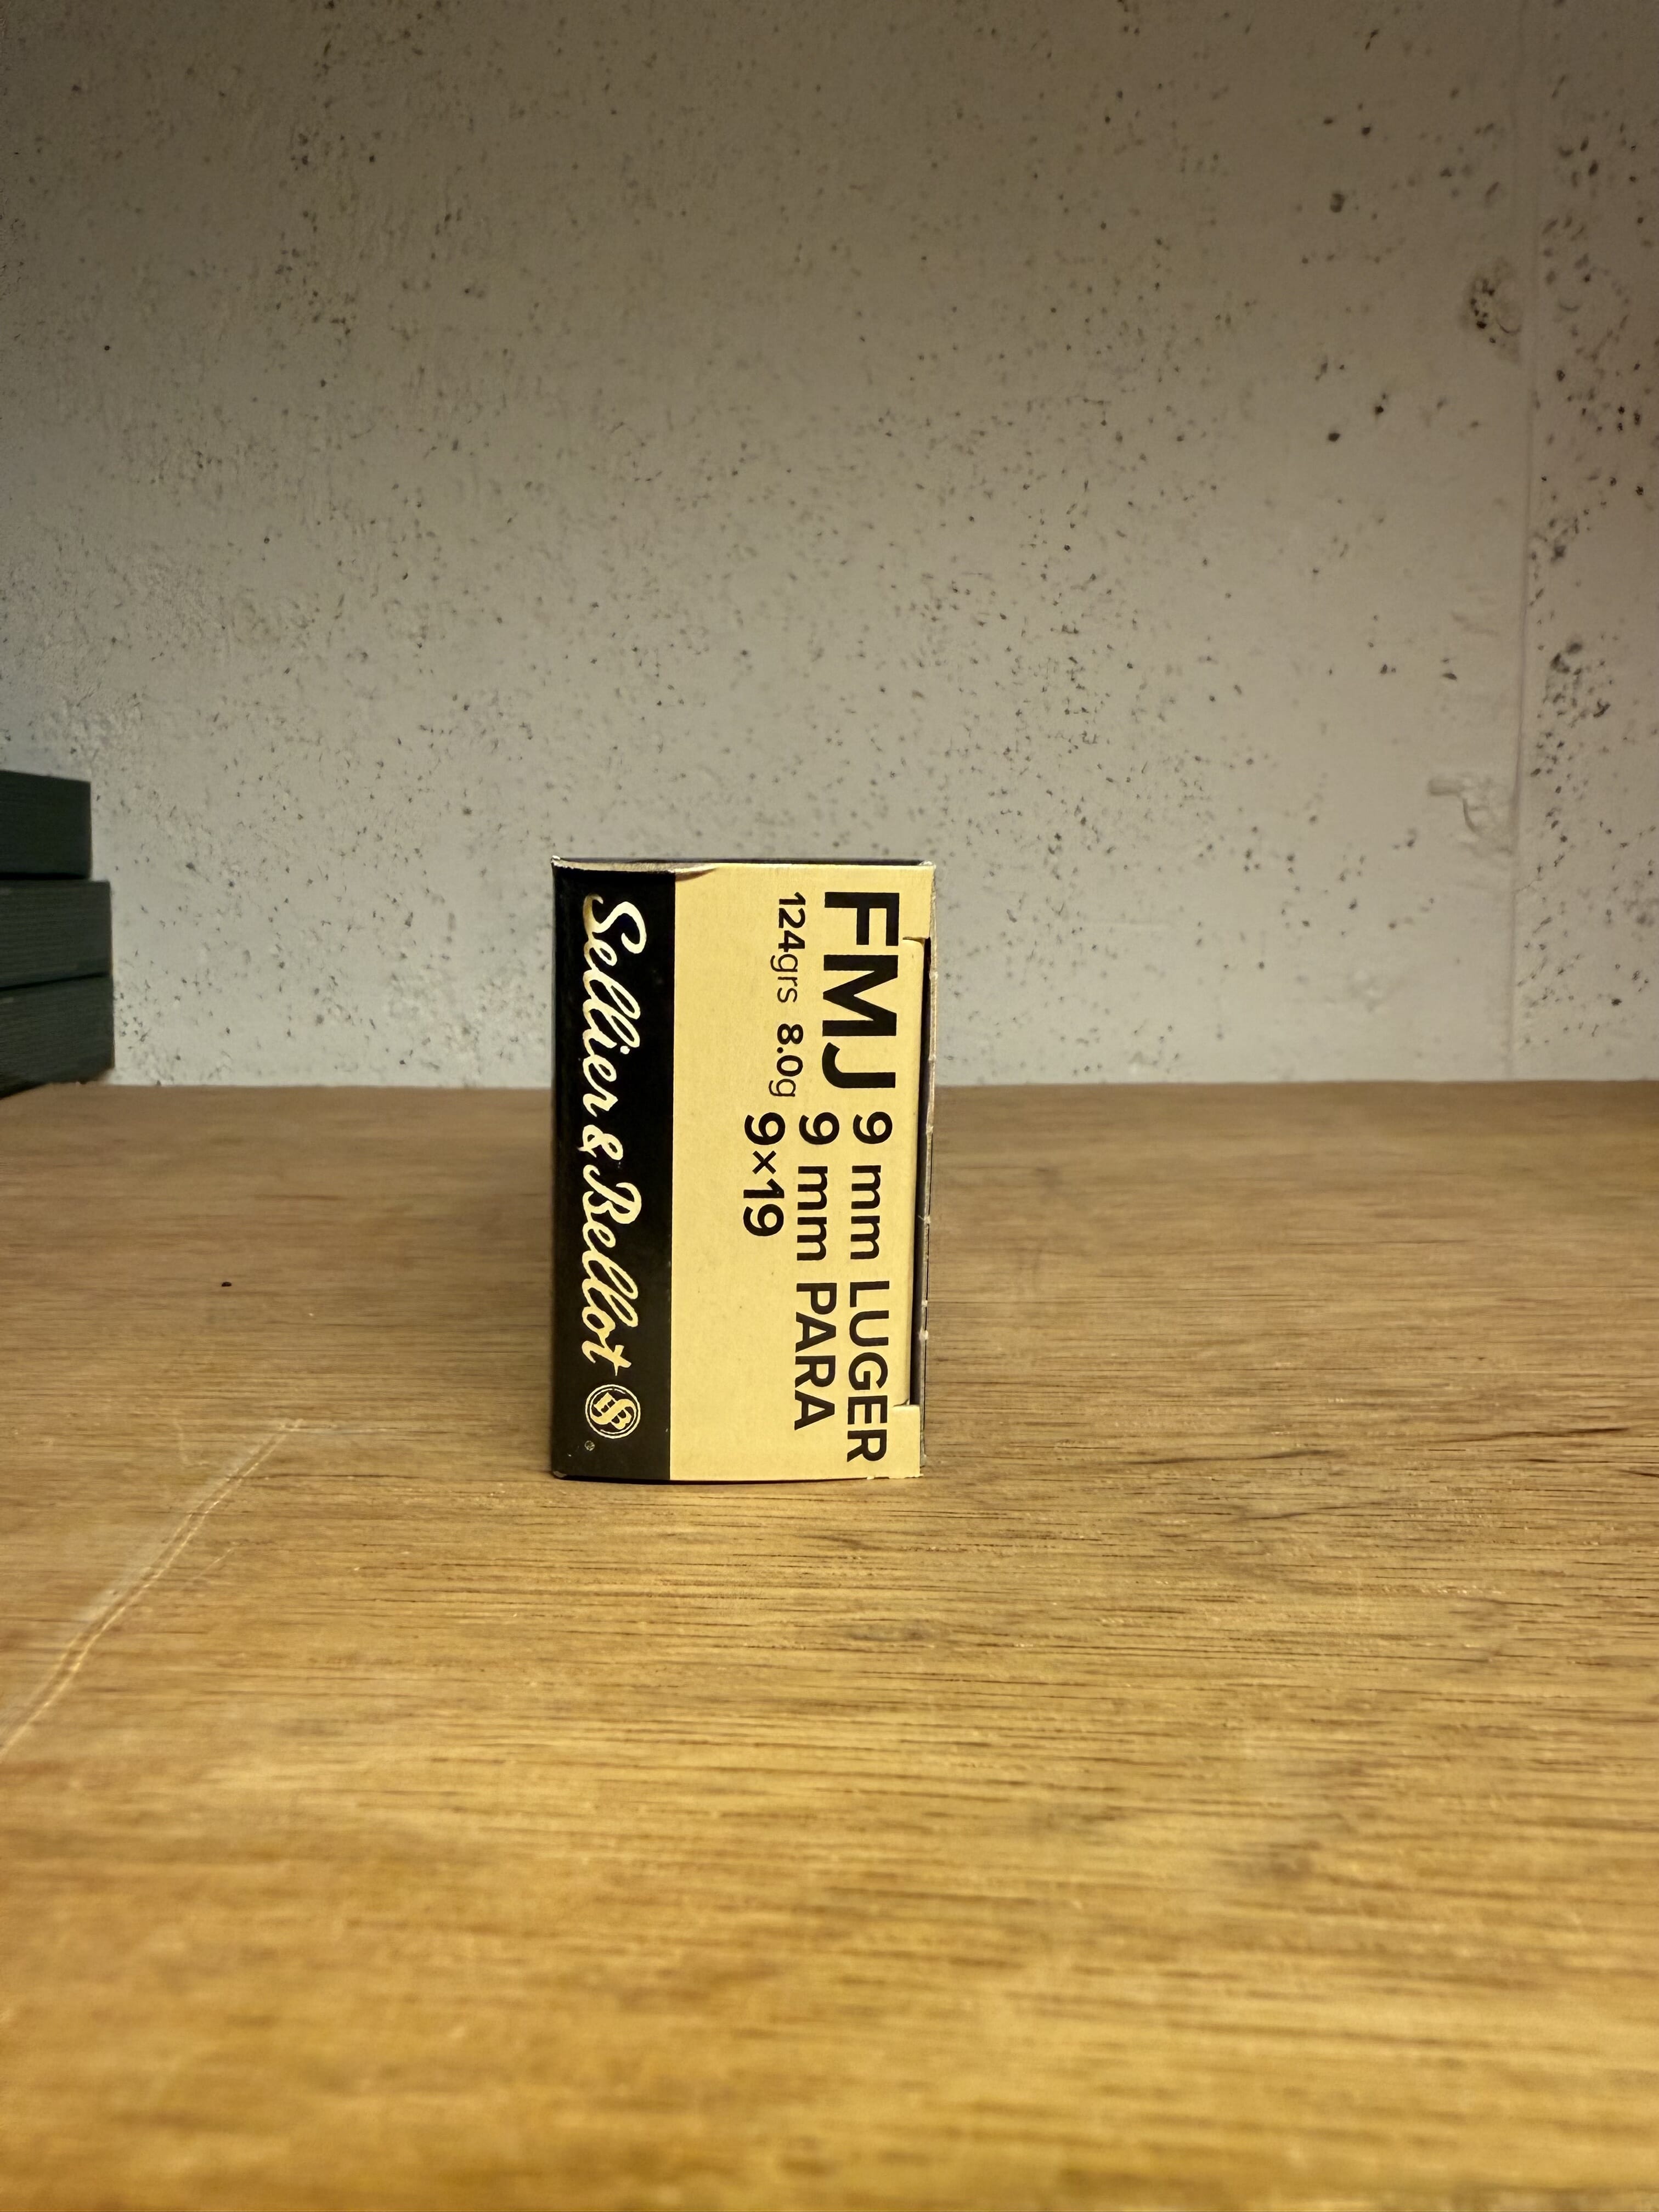 FMJ
124grs 8.0g
9 mm LUGER
9 mm PARA
9×19
Sellier & Bellot